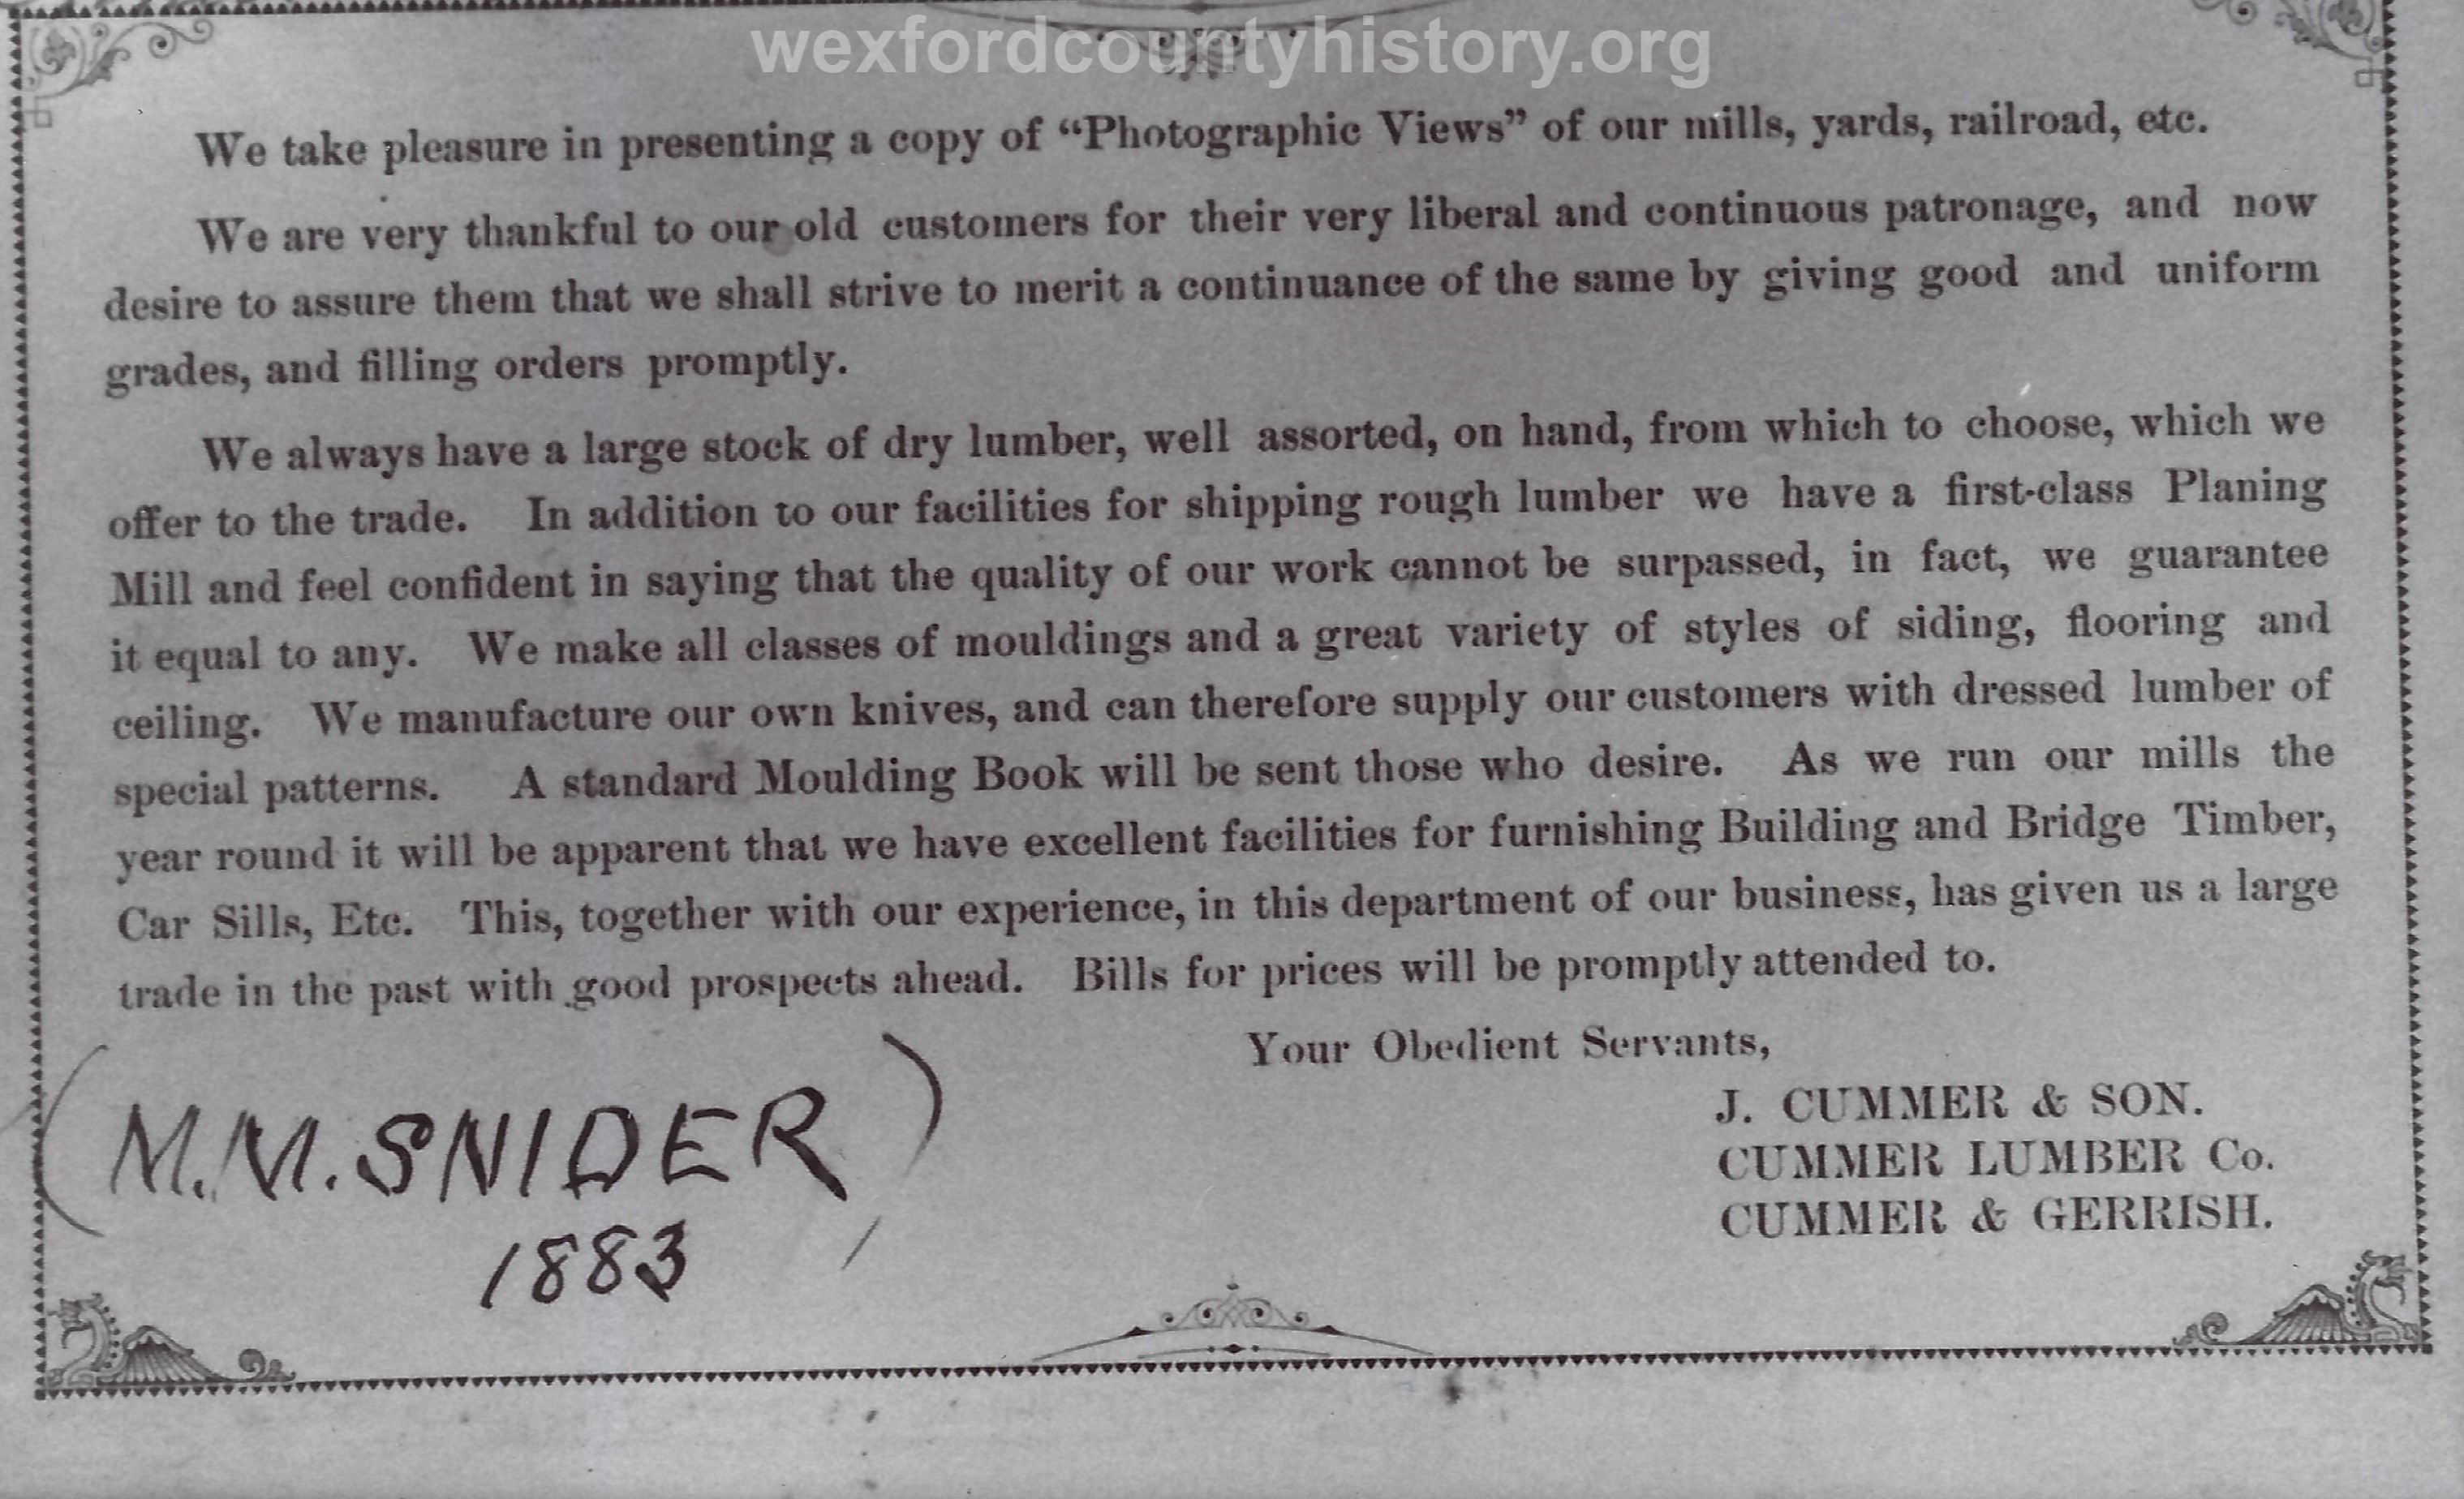 wexfordcountyhistory.org
We take pleasure in presenting a copy of “Photographic Views” of our mills, yards, railroad, etc.
We are very thankful to our old customers for their very liberal and continuous patronage, and now
desire to assure them that we shall strive to merit a continuance of the same by giving good and uniform
grades, and filling orders promptly.
We always have a large stock of dry lumber, well assorted, on hand, from which to choose, which we
offer to the trade. In addition to our facilities for shipping rough lumber we have a first-class Planing
Mill and feel confident in saying that the quality of our work cannot be surpassed, in fact, we guarantee
it equal to any. We make all classes of mouldings and a great variety of styles of siding, flooring and
ceiling. We manufacture our own knives, and can therefore supply our customers with dressed lumber of
special patterns. A standard Moulding Book will be sent those who desire. As we run our mills the
year round it will be apparent that we have excellent facilities for furnishing Building and Bridge Timber,
Car Sills, Etc. This, together with our experience, in this department of our business, has given us a large
trade in the past with good prospects ahead. Bills for prices will be promptly attended to.
Your Obedient Servants,
J. CUMMER & SON.
CUMMER LUMBER Co.
CUMMER & GERRISH.
(M.M. SNIDER)
1883